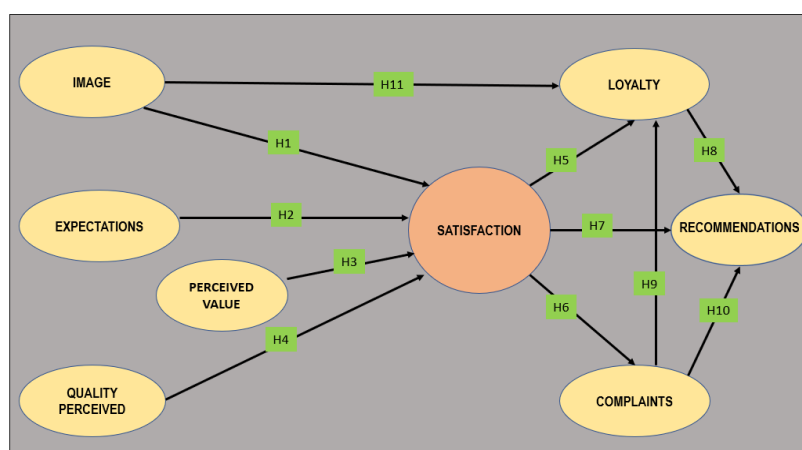 IMAGE
H11
LOYALTY
H1
H5
H8
EXPECTATIONS
H2
SATISFACTION
H7
RECOMMENDATIONS
H3
PERCEIVED
VALUE
H9
H6
H10
H4
QUALITY
PERCEIVED
COMPLAINTS